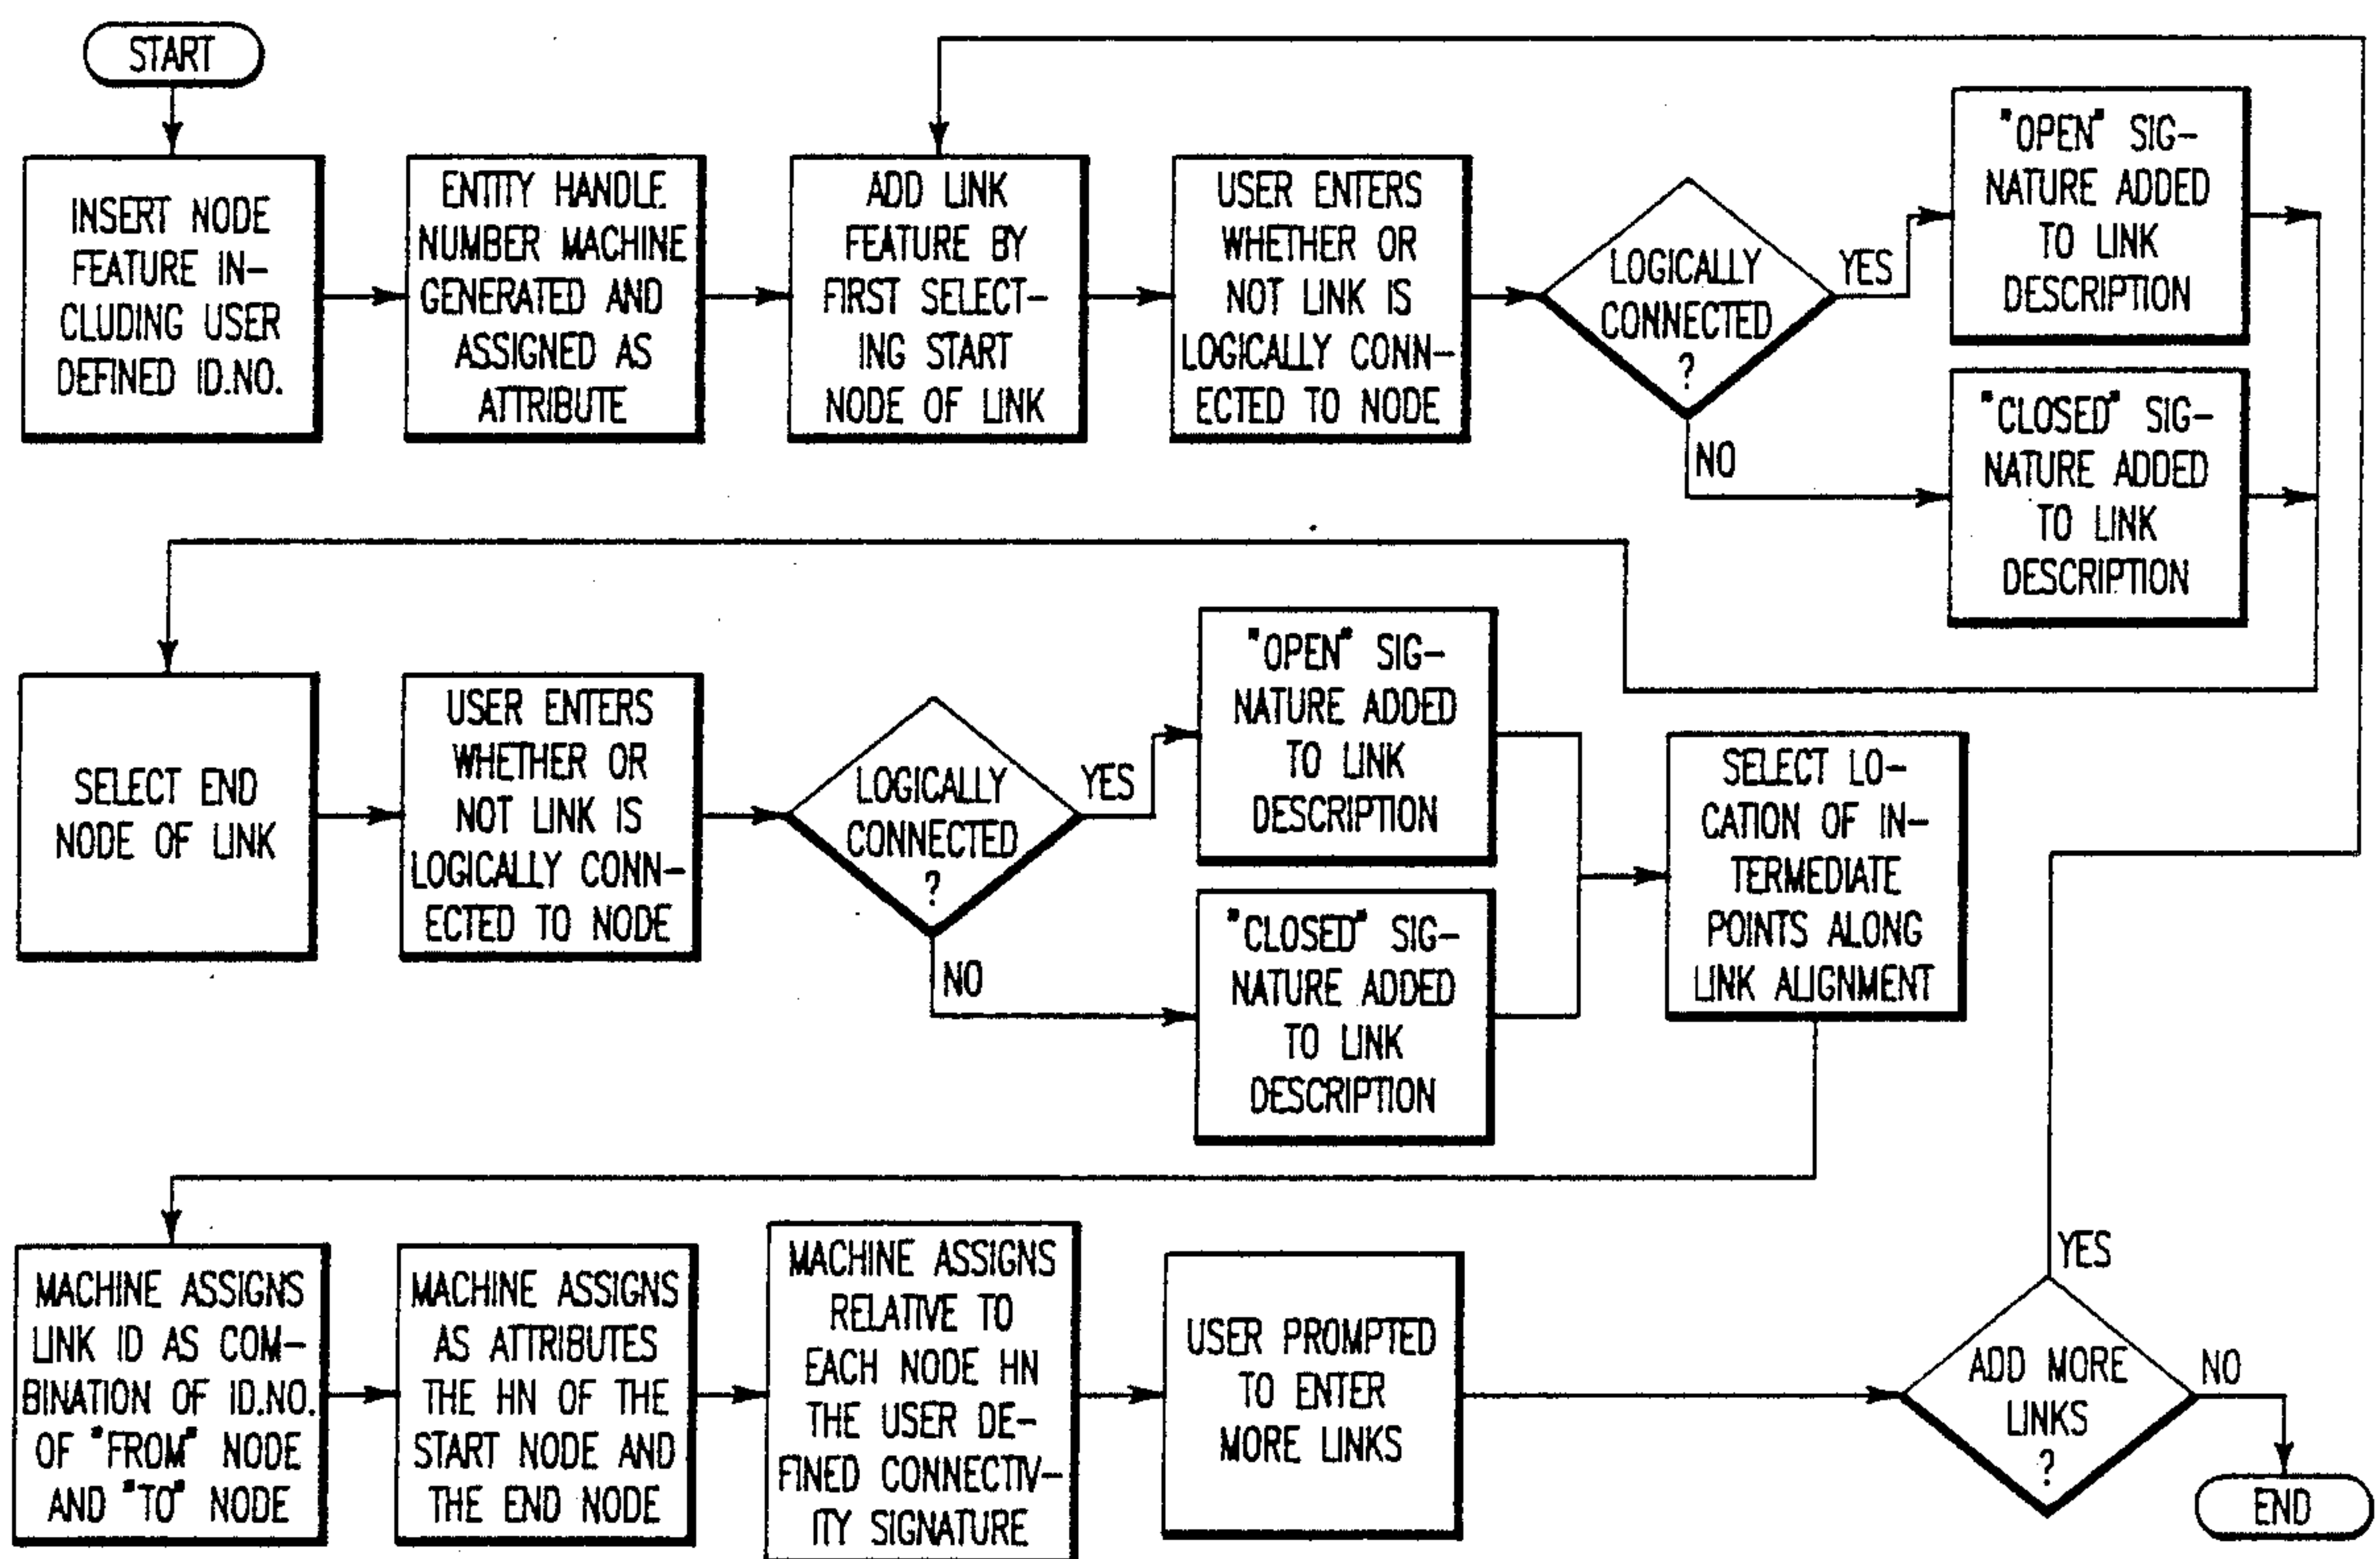 START
INSERT NODE
FEATURE IN-
CLUDING USER
DEFINED ID.NO.
ENTITY HANDLE
NUMBER MACHINE
GENERATED AND
ASSIGNED AS
ATTRIBUTE
ADD LINK
FEATURE BY
FIRST SELECT-
ING START
NODE OF LINK
USER ENTERS
WHETHER OR
NOT LINK IS
LOGICALLY CONN-
ECTED TO NODE
LOGICALLY
CONNECTED
?
YES
NO
"OPEN" SIG-
NATURE ADDED
TO LINK
DESCRIPTION
"CLOSED" SIG-
NATURE ADDED
TO LINK
DESCRIPTION
SELECT END
NODE OF LINK
USER ENTERS
WHETHER OR
NOT LINK IS
LOGICALLY CONN-
ECTED TO NODE
LOGICALLY
CONNECTED
?
YES
NO
"OPEN" SIG-
NATURE ADDED
TO LINK
DESCRIPTION
"CLOSED" SIG-
NATURE ADDED
TO LINK
DESCRIPTION
SELECT LO-
CATION OF IN-
TERMEDIATE
POINTS ALONG
LINK ALIGNMENT
MACHINE ASSIGNS
LINK ID AS COM-
BINATION OF ID.NO.
OF "FROM" NODE
AND "TO" NODE
MACHINE ASSIGNS
AS ATTRIBUTES
THE HN OF THE
START NODE AND
THE END NODE
MACHINE ASSIGNS
RELATIVE TO
EACH NODE HN
THE USER DE-
FINED CONNECTIV-
ITY SIGNATURE
USER PROMPTED
TO ENTER
MORE LINKS
ADD MORE
LINKS
?
YES
NO
END